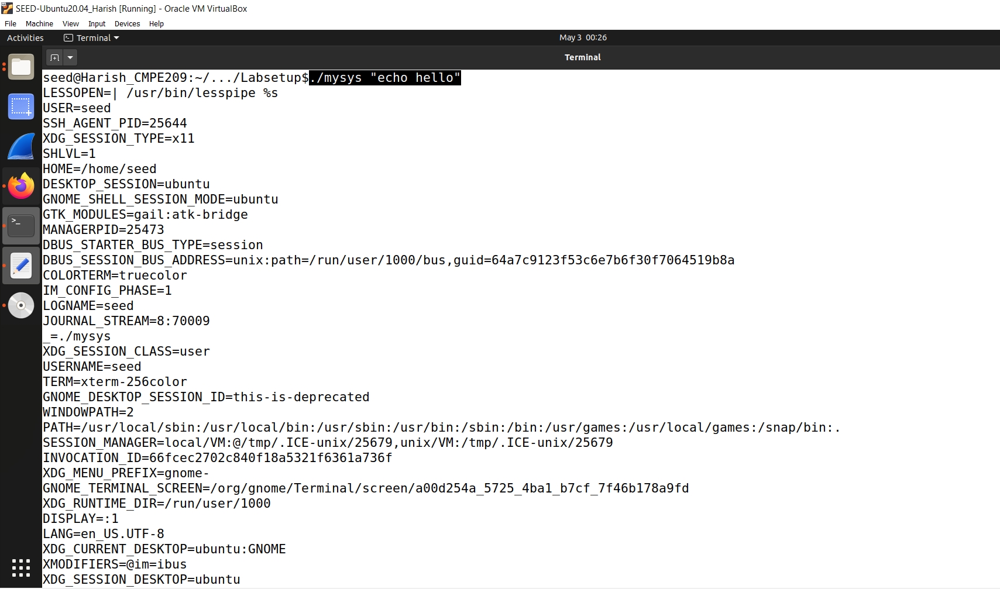 SEED-Ubuntu20.04_Harish [Running] - Oracle VM VirtualBox
File Machine View Input Devices Help
Activities Terminal May 3 00:26
Terminal
seed@Harish_CMPE209:~/.../Labsetup$./mysys "echo hello"
LESSOPEN=| /usr/bin/lesspipe %s
USER=seed
SSH_AGENT_PID=25644
XDG_SESSION_TYPE=x11
SHLVL=1
HOME=/home/seed
DESKTOP_SESSION=ubuntu
GNOME_SHELL_SESSION_MODE=ubuntu
GTK_MODULES=gail:atk-bridge
MANAGERPID=25473
DBUS_STARTER_BUS_TYPE=session
DBUS_SESSION_BUS_ADDRESS=unix:path=/run/user/1000/bus,guid=64a7c9123f53c6e7b6f30f7064519b8a
COLORTERM=truecolor
IM_CONFIG_PHASE=1
LOGNAME=seed
JOURNAL_STREAM=8:70009
_=./mysys
XDG_SESSION_CLASS=user
USERNAME=seed
TERM=xterm-256color
GNOME_DESKTOP_SESSION_ID=this-is-deprecated
WINDOWPATH=2
PATH=/usr/local/sbin:/usr/local/bin:/usr/sbin:/usr/bin:/sbin:/bin:/usr/games:/usr/local/games:/snap/bin:.
SESSION_MANAGER=local/VM:@/tmp/.ICE-unix/25679,unix/VM:/tmp/.ICE-unix/25679
INVOCATION_ID=66fcec2702c840f18a5321f6361a736f
XDG_MENU_PREFIX=gnome-
GNOME_TERMINAL_SCREEN=/org/gnome/Terminal/screen/a00d254a_5725_4ba1_b7cf_7f46b178a9fd
XDG_RUNTIME_DIR=/run/user/1000
DISPLAY=:1
LANG=en_US.UTF-8
XDG_CURRENT_DESKTOP=ubuntu:GNOME
XMODIFIERS=@im=ibus
XDG_SESSION_DESKTOP=ubuntu